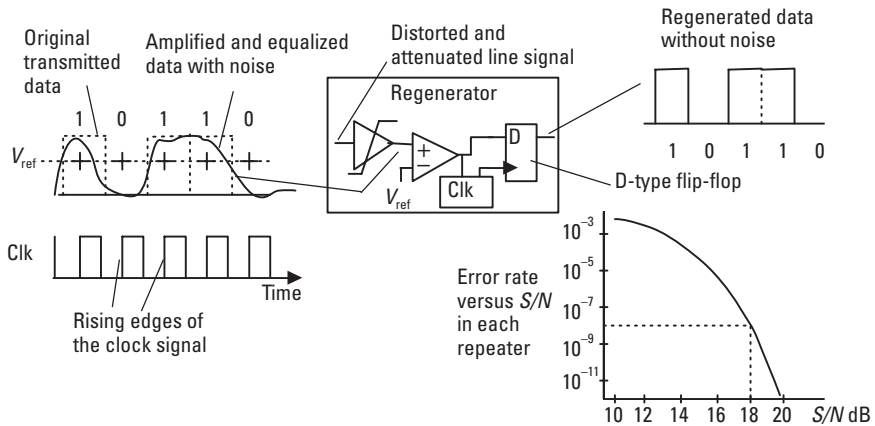 Original
transmitted
data
Amplified and equalized
data with noise
Distorted and
attenuated line signal
Regenerated data
without noise
Regenerator
1 0 1 1 0
V_ref
+ −
V_ref
D
Clk
1 0 1 1 0
D-type flip-flop
Clk
Time
Rising edges of
the clock signal
Error rate
versus S/N
in each
repeater
10⁻³
10⁻⁵
10⁻⁷
10⁻⁹
10⁻¹¹
10 12 14 16 18 20 S/N dB